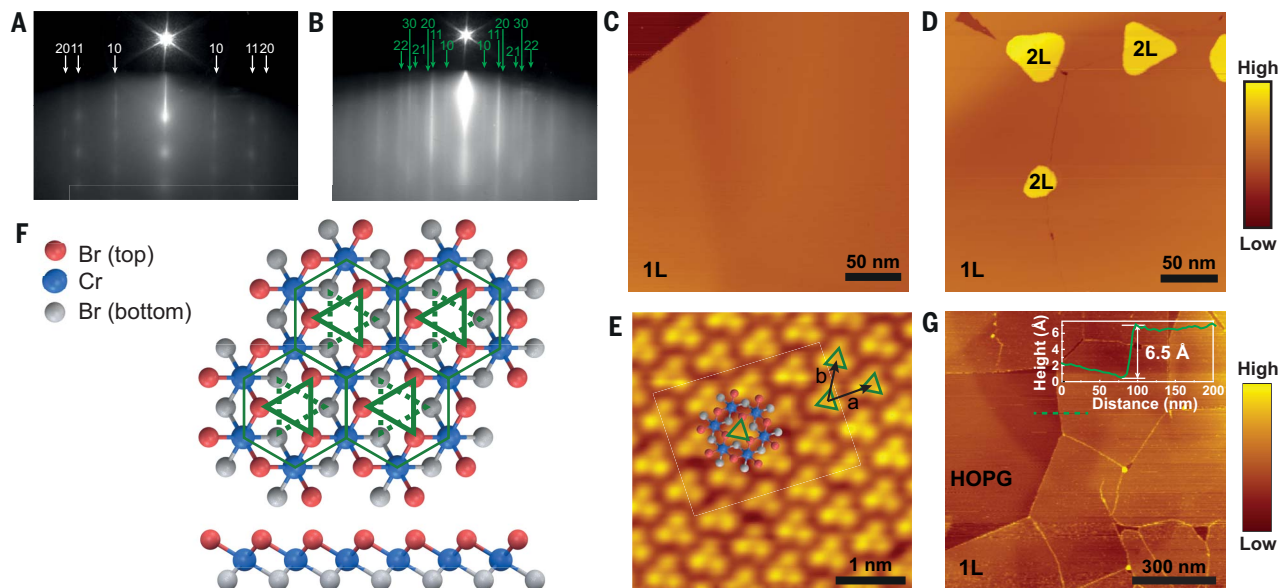 A
20 11 10 10 11 20
B
30 20 20 30
22 21 11 10 10 11 21 22
C
1L
50 nm
D
2L 2L
2L
1L
50 nm
High
Low
F
Br (top)
Cr
Br (bottom)
E
b
a
1 nm
G
Height (Å)
6
4
2
0
6.5 Å
0 50 100 150 200
Distance (nm)
HOPG
1L
300 nm
High
Low